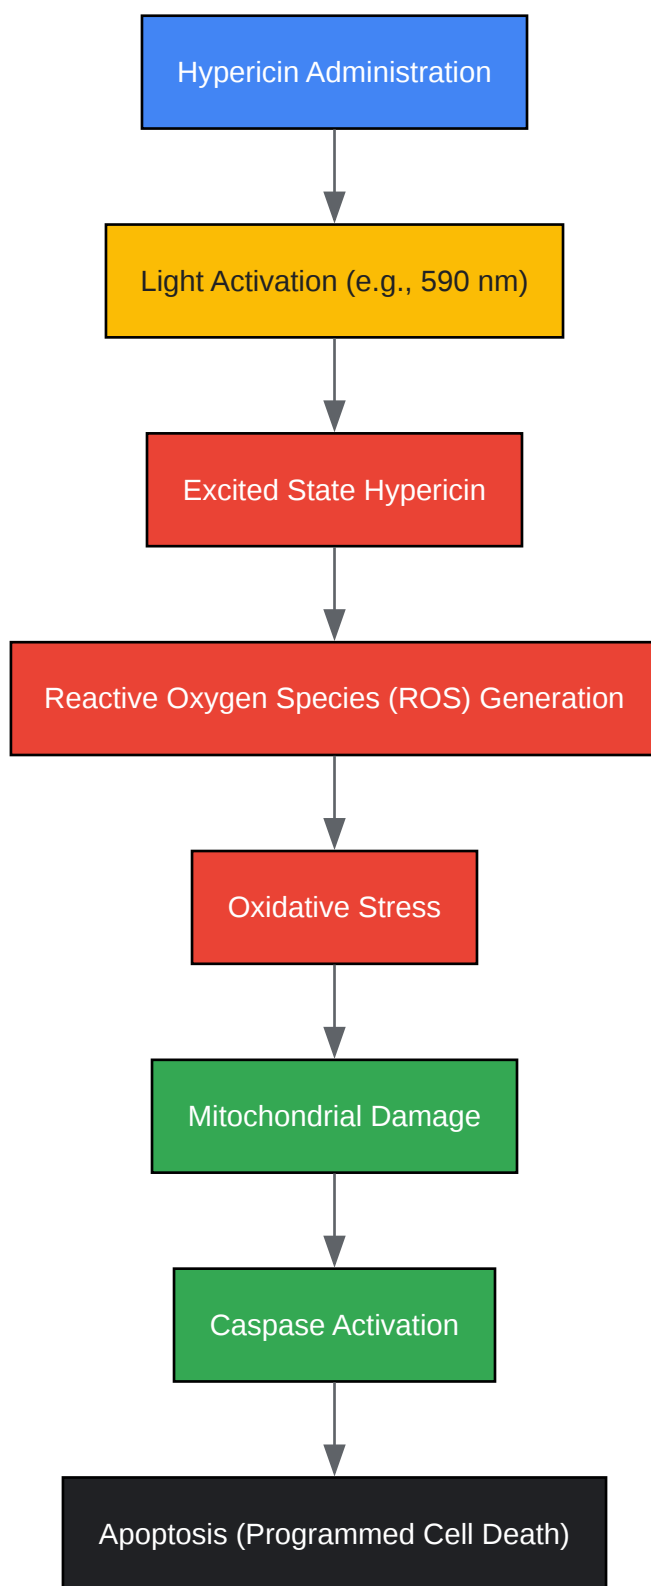 Hypericin Administration
Light Activation (e.g., 590 nm)
Excited State Hypericin
Reactive Oxygen Species (ROS) Generation
Oxidative Stress
Mitochondrial Damage
Caspase Activation
Apoptosis (Programmed Cell Death)